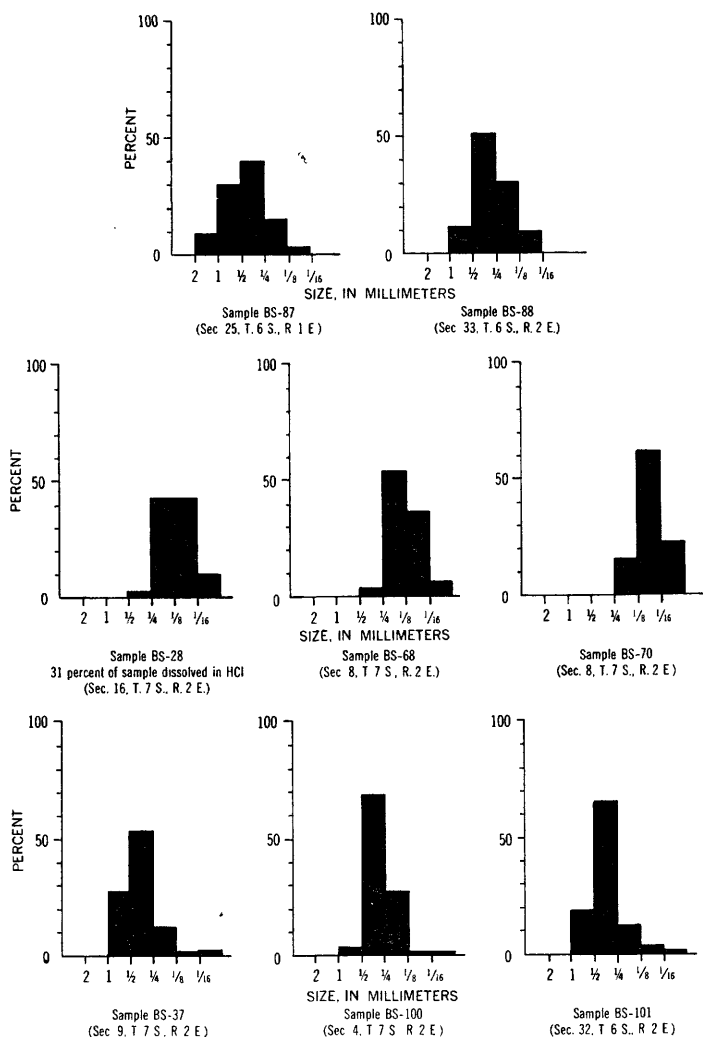 100
100
PERCENT
50
50
0
0
2 1 ½ ¼ 1/8 1/16
2 1 ½ ¼ 1/8 1/16
SIZE, IN MILLIMETERS
Sample BS-87
(Sec 25, T. 6 S., R 1 E)
Sample BS-88
(Sec 33, T. 6 S., R. 2 E.)
100
100
100
PERCENT
50
50
50
0
0
0
2 1 ½ ¼ 1/8 1/16
2 1 ½ ¼ 1/8 1/16
2 1 ½ ¼ 1/8 1/16
SIZE, IN MILLIMETERS
Sample BS-28
31 percent of sample dissolved in HCl
(Sec. 16, T. 7 S., R. 2 E.)
Sample BS-68
(Sec 8, T 7 S, R. 2 E.)
Sample BS-70
(Sec. 8, T. 7 S., R. 2 E)
100
100
100
PERCENT
50
50
50
0
0
0
2 1 ½ ¼ 1/8 1/16
2 1 ½ ¼ 1/8 1/16
2 1 ½ ¼ 1/8 1/16
SIZE, IN MILLIMETERS
Sample BS-37
(Sec 9, T 7 S, R 2 E)
Sample BS-100
(Sec. 4, T. 7 S R 2 E)
Sample BS-101
(Sec. 32, T 6 S., R 2 E)